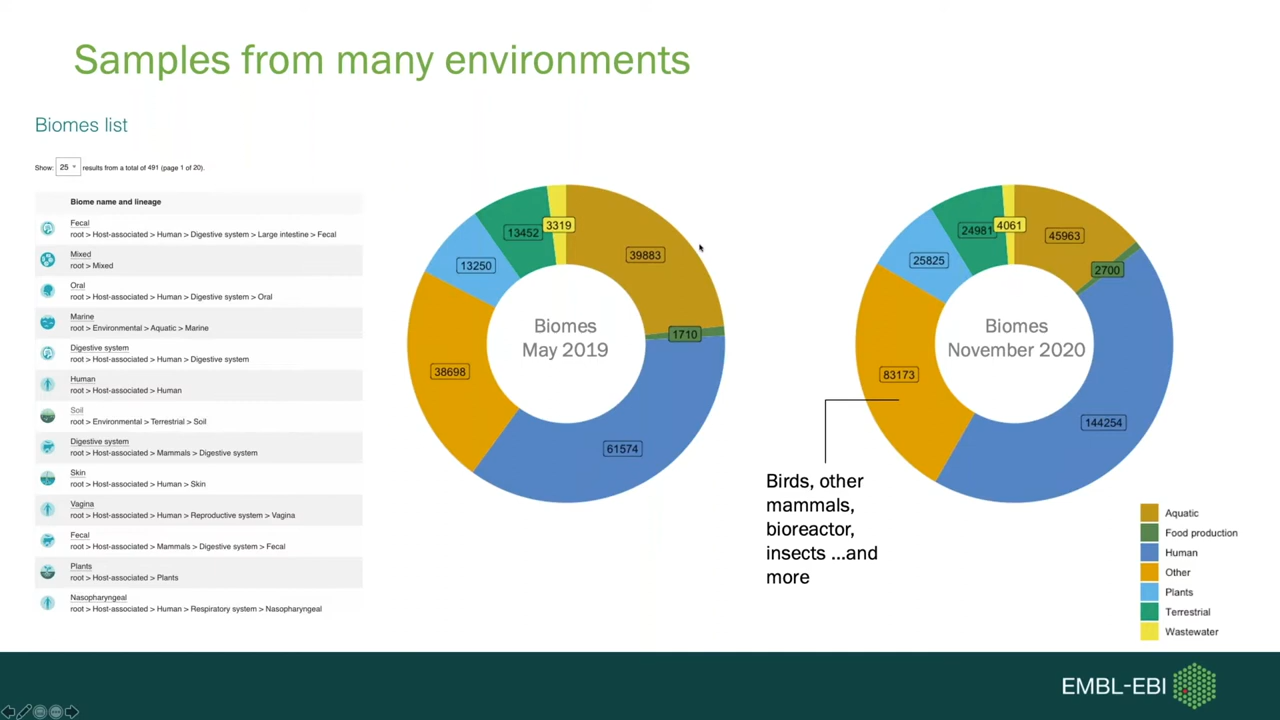 Samples from many environments
Biomes list
Show: 25 results from a total of 491 (page 1 of 20).
Biome name and lineage
Fecal
root > Host-associated > Human > Digestive system > Large intestine > Fecal
Mixed
root > Mixed
Oral
root > Host-associated > Human > Digestive system > Oral
Marine
root > Environmental > Aquatic > Marine
Digestive system
root > Host-associated > Human > Digestive system
Human
root > Host-associated > Human
Soil
root > Environmental > Terrestrial > Soil
Digestive system
root > Host-associated > Mammals > Digestive system
Skin
root > Host-associated > Human > Skin
Vagina
root > Host-associated > Human > Reproductive system > Vagina
Fecal
root > Host-associated > Mammals > Digestive system > Fecal
Plants
root > Host-associated > Plants
Nasopharyngeal
root > Host-associated > Human > Respiratory system > Nasopharyngeal
3319
13452
39883
13250
1710
38698
61574
Biomes
May 2019
4061
24981
45963
25825
2700
83173
144254
Biomes
November 2020
Birds, other
mammals,
bioreactor,
insects ...and
more
Aquatic
Food production
Human
Other
Plants
Terrestrial
Wastewater
EMBL-EBI